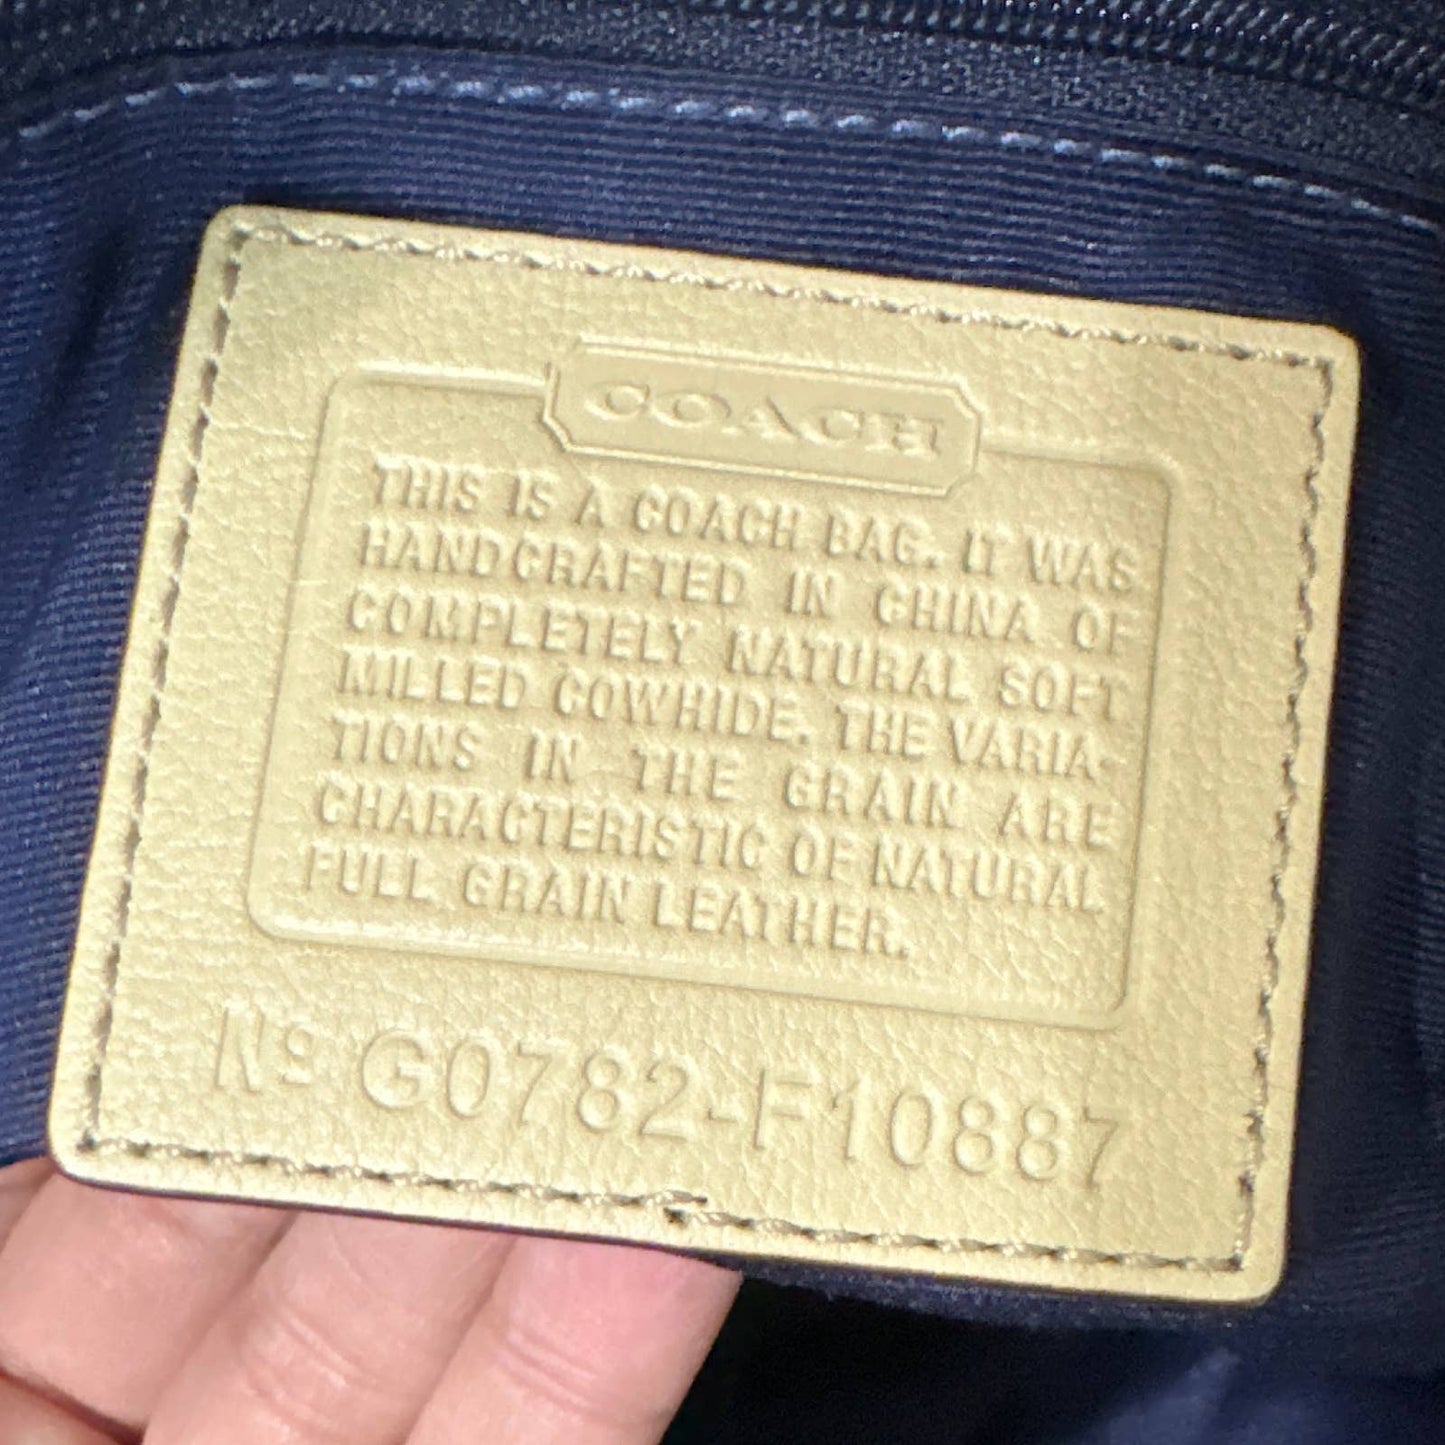 COACH
THIS IS A COACH BAG. IT WAS
HANDCRAFTED IN CHINA OF
COMPLETELY NATURAL SOFT
MILLED COWHIDE. THE VARIA-
TIONS IN THE GRAIN ARE
CHARACTERISTIC OF NATURAL
FULL GRAIN LEATHER.
Nº G0782-F10887